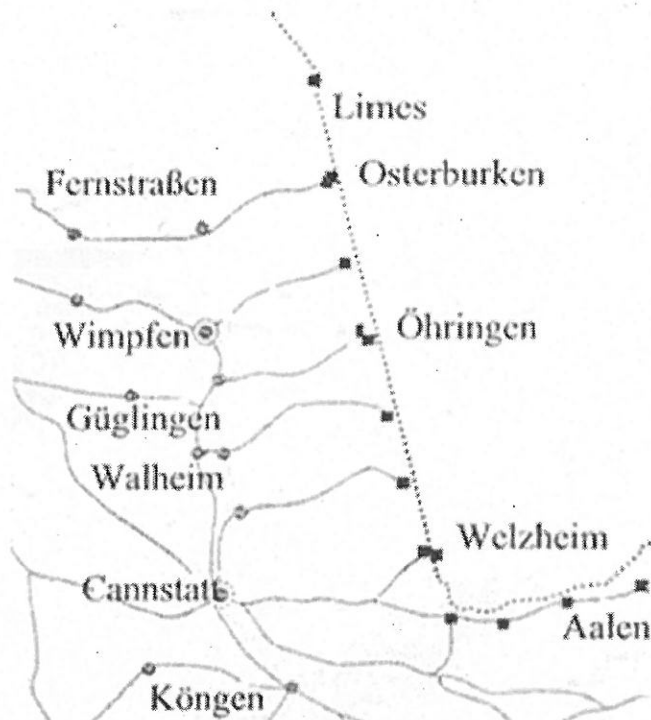 Limes
Fernstraßen
Osterburken
Wimpfen
Öhringen
Güglingen
Walheim
Welzheim
Cannstatt
Aalen
Köngen